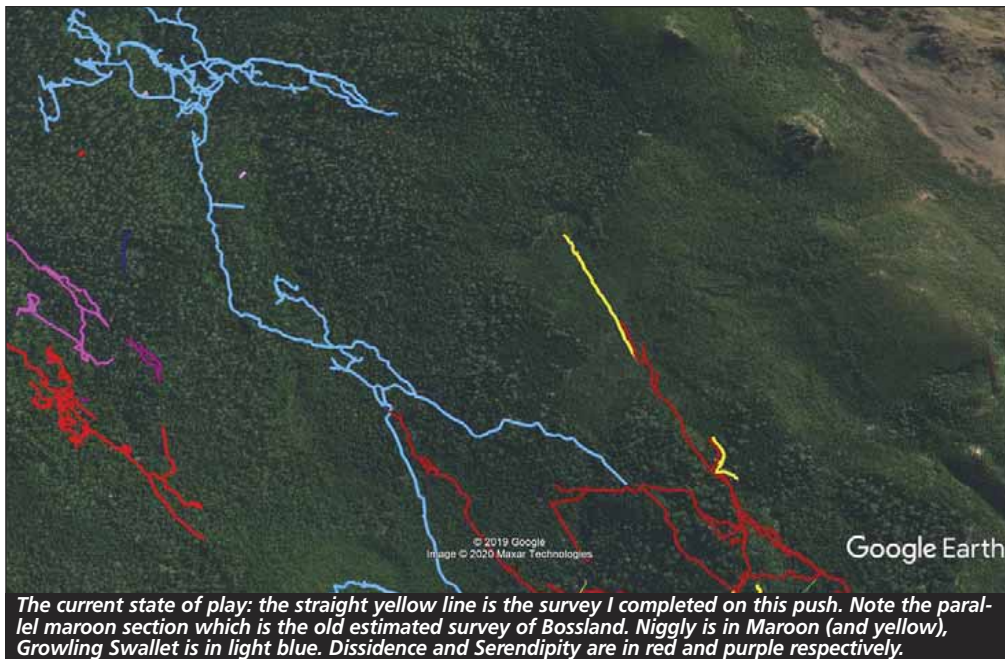 © 2019 Google
Image © 2020 Maxar Technologies
Google Earth
The current state of play: the straight yellow line is the survey I completed on this push. Note the paral-
lel maroon section which is the old estimated survey of Bossland. Niggly is in Maroon (and yellow),
Growling Swallet is in light blue. Dissidence and Serendipity are in red and purple respectively.